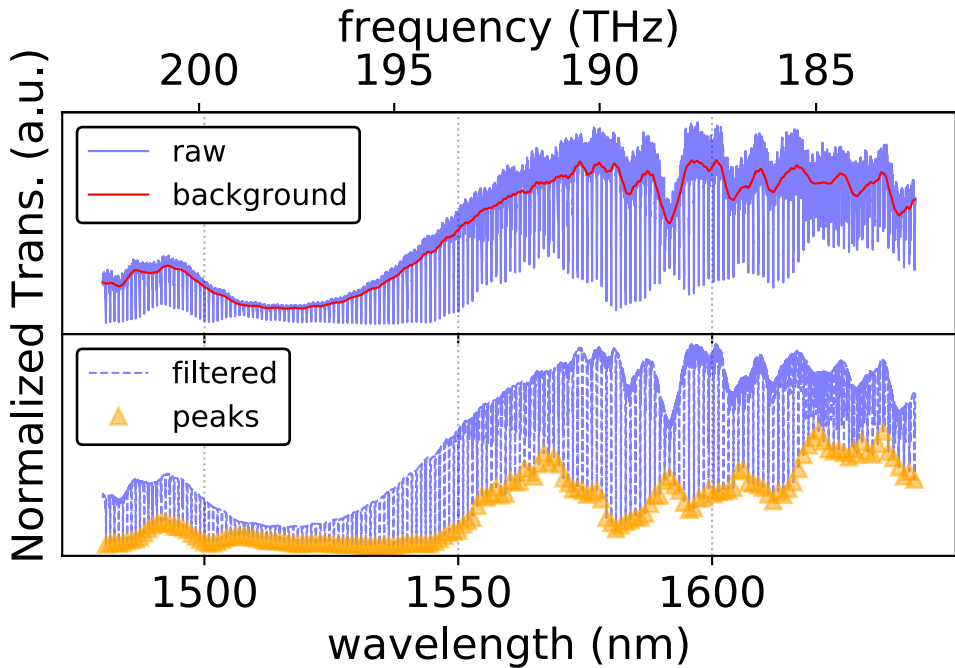 frequency (THz)
200 195 190 185
Normalized Trans. (a.u.)
raw
background
filtered
peaks
1500 1550 1600
wavelength (nm)